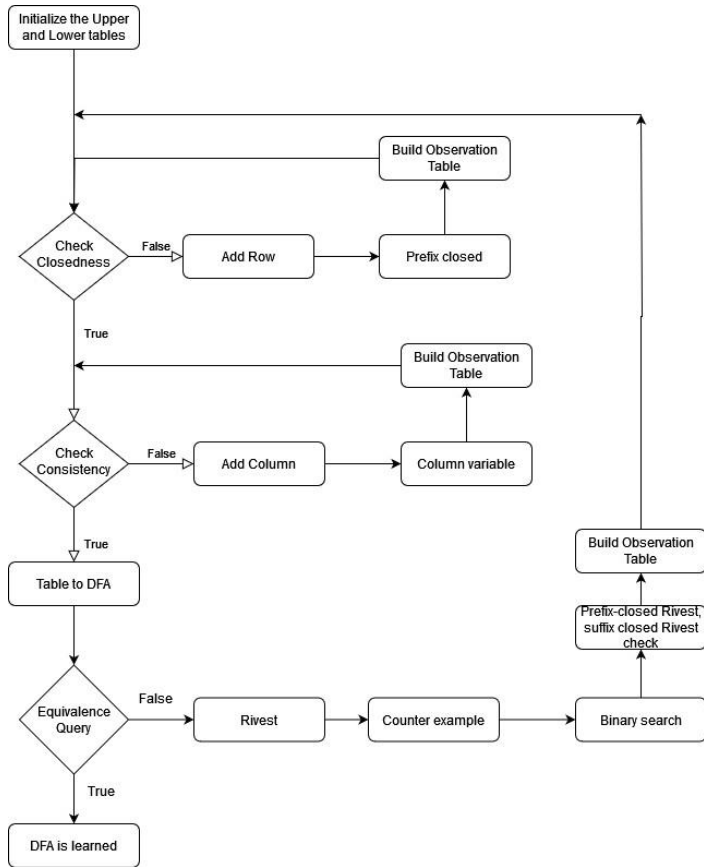 Initialize the Upper
and Lower tables
Build Observation
Table
Check
Closedness
False
Add Row
Prefix closed
True
Build Observation
Table
Check
Consistency
False
Add Column
Column variable
True
Build Observation
Table
Table to DFA
Prefix-closed Rivest,
suffix closed Rivest
check
Equivalence
Query
False
Rivest
Counter example
Binary search
True
DFA is learned